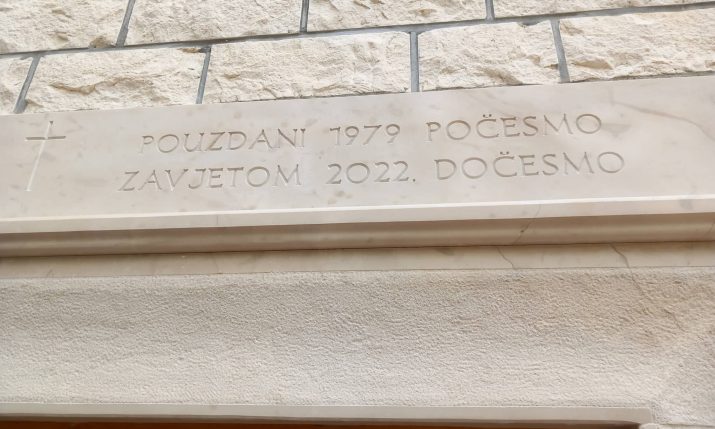 POUZDANI 1979 POČESMO
ZAVJETOM 2022. DOČESMO